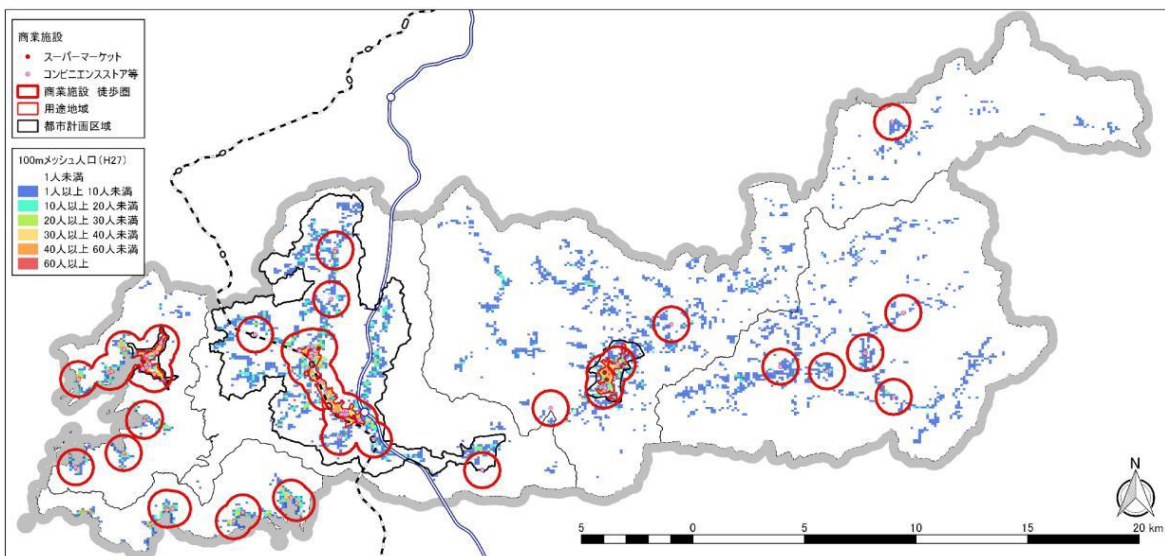 商業施設
スーパーマーケット
コンビニエンスストア等
商業施設 徒歩圏
用途地域
都市計画区域
100mメッシュ人口(H27)
1人未満
1人以上 10人未満
10人以上 20人未満
20人以上 30人未満
30人以上 40人未満
40人以上 60人未満
60人以上
N
5 0 5 10 15 20 km